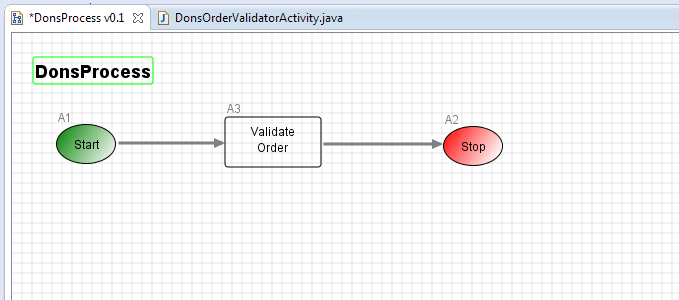 *DonsProcess v0.1
DonsOrderValidatorActivity.java
DonsProcess
A1
Start
A3
Validate
Order
A2
Stop